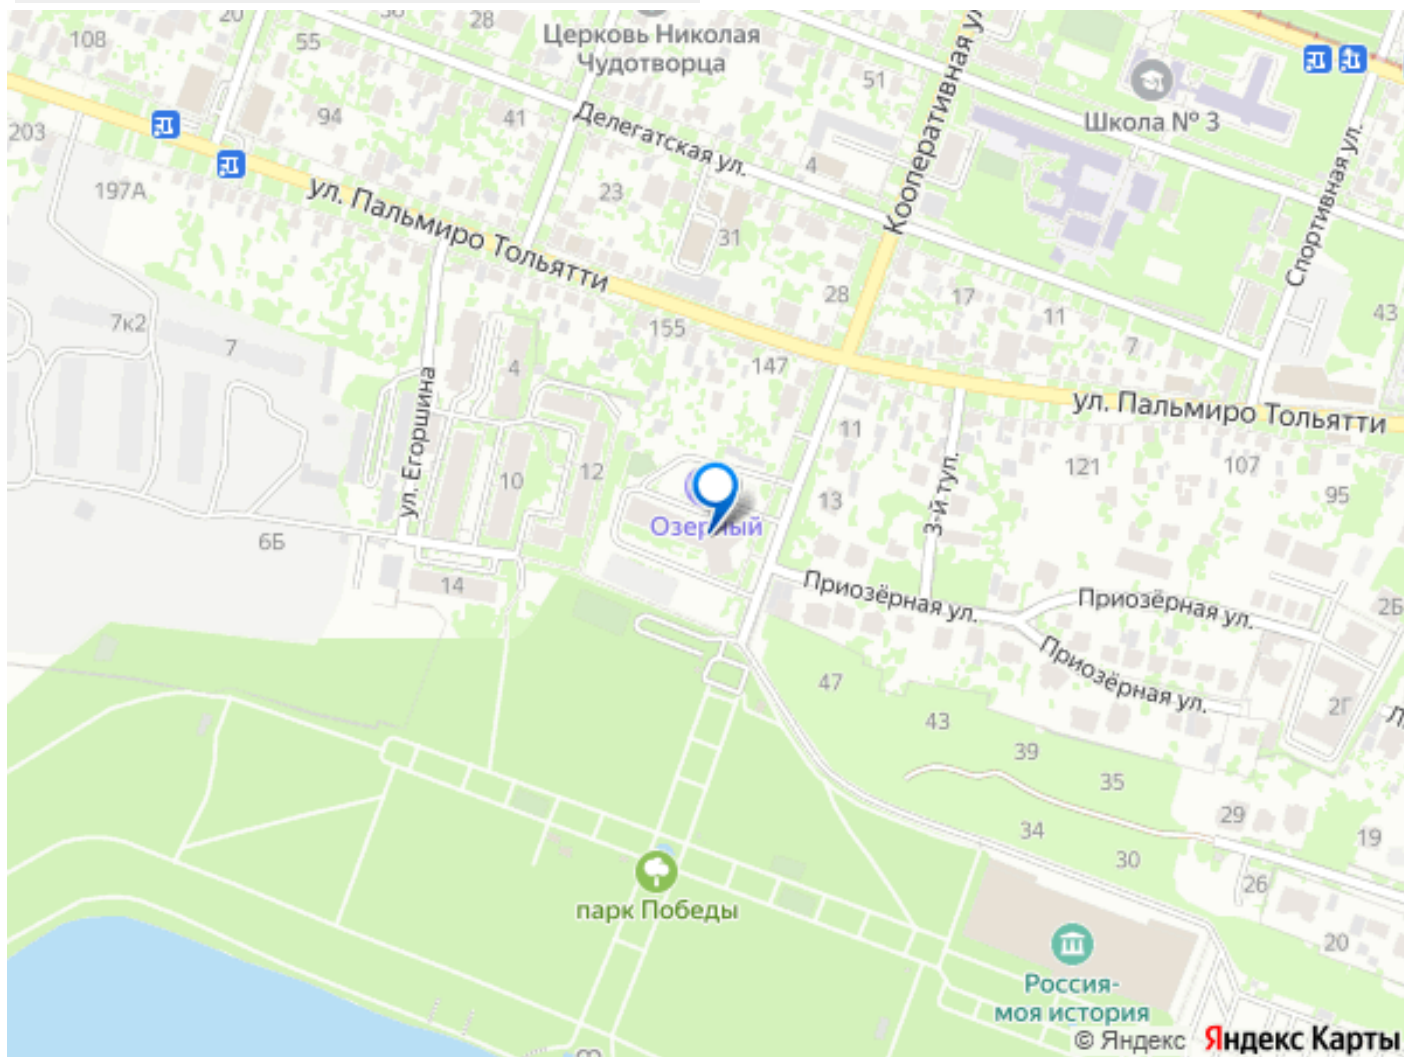 20
28
108
55
Церковь Николая
Чудотворца
Кооперативная ул.
51
94
41
Школа № 3
203
Делегатская ул.
4
Спортивная ул.
197А
23
31
ул. Пальмиро Тольятти
28
17
11
43
7к2
7
155
147
7
4
ул. Пальмиро Тольятти
11
ул. Егоршина
12
10
121
107
95
13
3-й туп.
Озерный
6Б
14
Приозёрная ул.
Приозёрная ул.
2Б
Приозёрная ул.
47
43
2Г
39
35
29
34
30
19
26
парк Победы
20
Россия-
моя история
© Яндекс Яндекс Карты